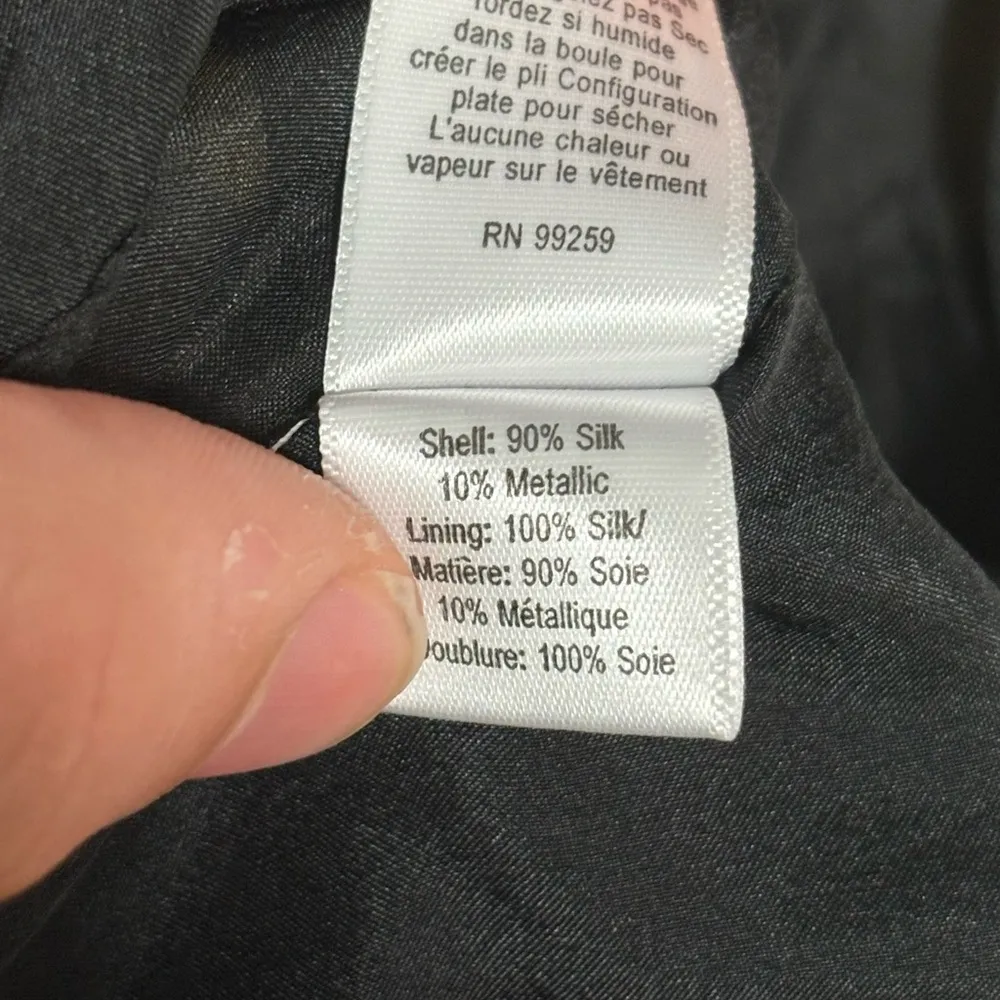 pas Sec
Tordez si humide
dans la boule pour
créer le pli Configuration
plate pour sécher
L'aucune chaleur ou
vapeur sur le vêtement
RN 99259
Shell: 90% Silk
10% Metallic
Lining: 100% Silk/
Matière: 90% Soie
10% Métallique
Doublure: 100% Soie